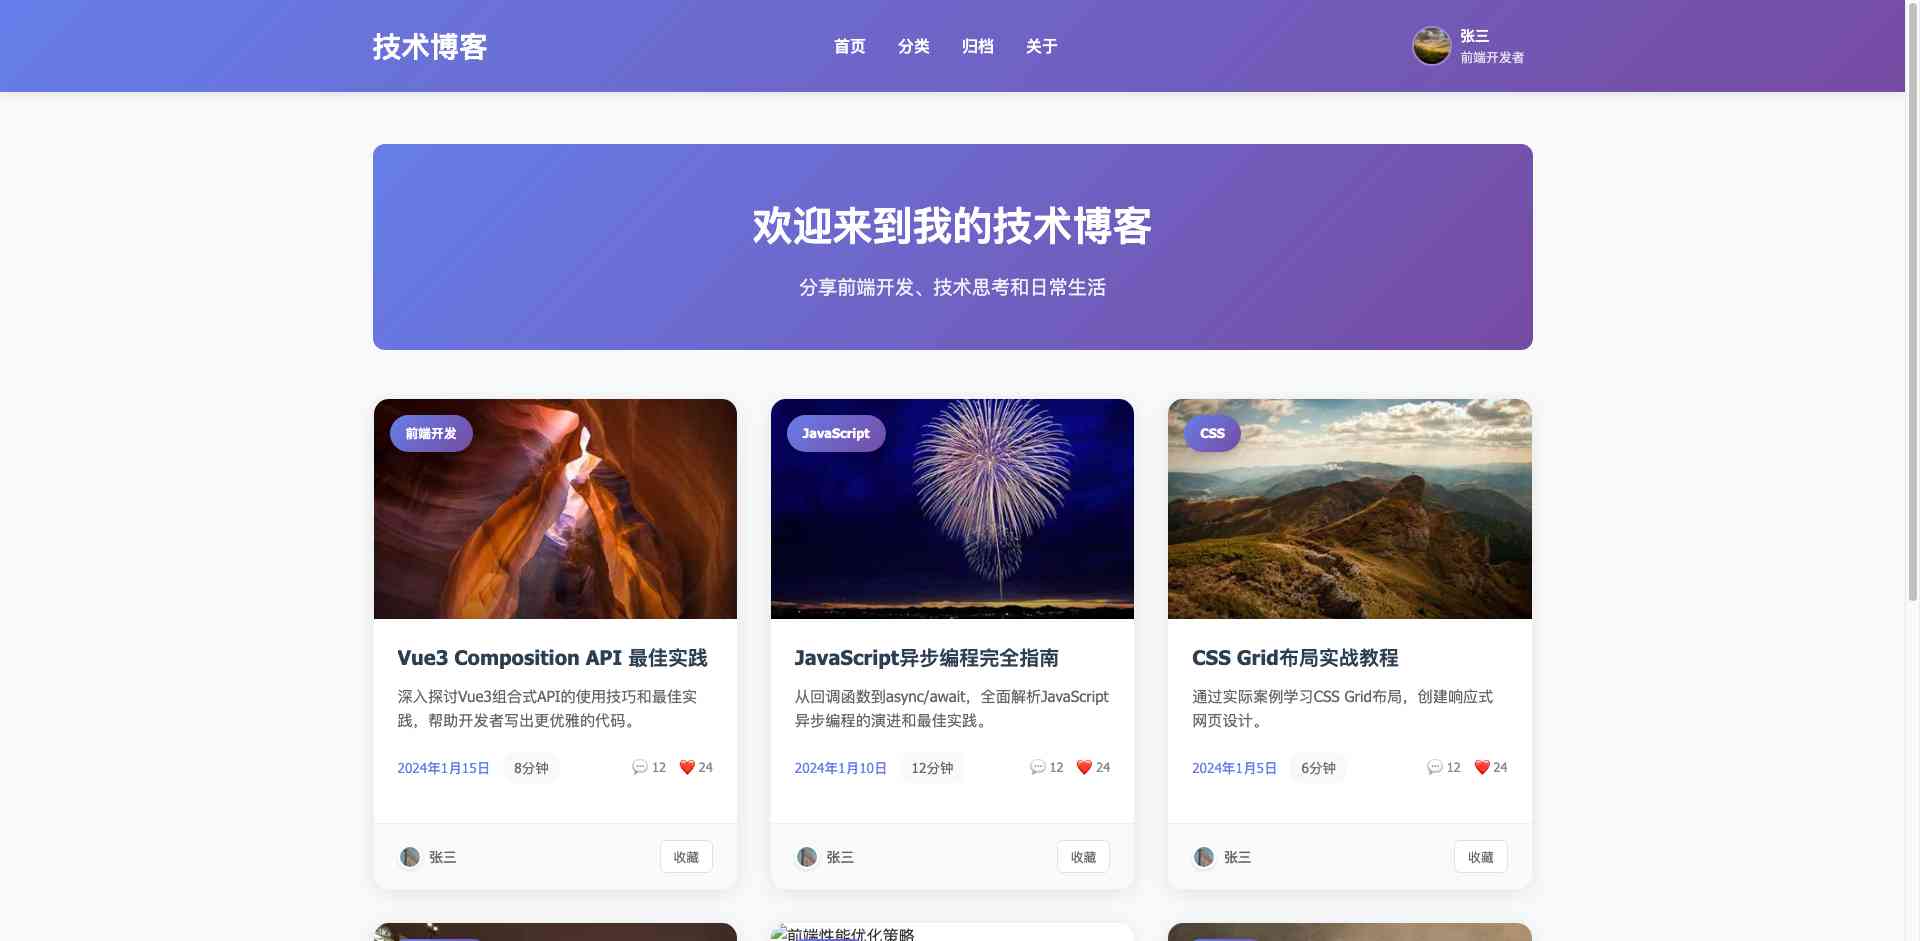 技术博客
首页
分类
归档
关于
张三
前端开发者
欢迎来到我的技术博客
分享前端开发、技术思考和日常生活
前端开发
Vue3 Composition API 最佳实践
深入探讨Vue3组合式API的使用技巧和最佳实
践，帮助开发者写出更优雅的代码。
2024年1月15日
8分钟
12
24
张三
收藏
JavaScript
JavaScript异步编程完全指南
从回调函数到async/await，全面解析JavaScript
异步编程的演进和最佳实践。
2024年1月10日
12分钟
12
24
张三
收藏
CSS
CSS Grid布局实战教程
通过实际案例学习CSS Grid布局，创建响应式
网页设计。
2024年1月5日
6分钟
12
24
张三
收藏
前端性能优化策略